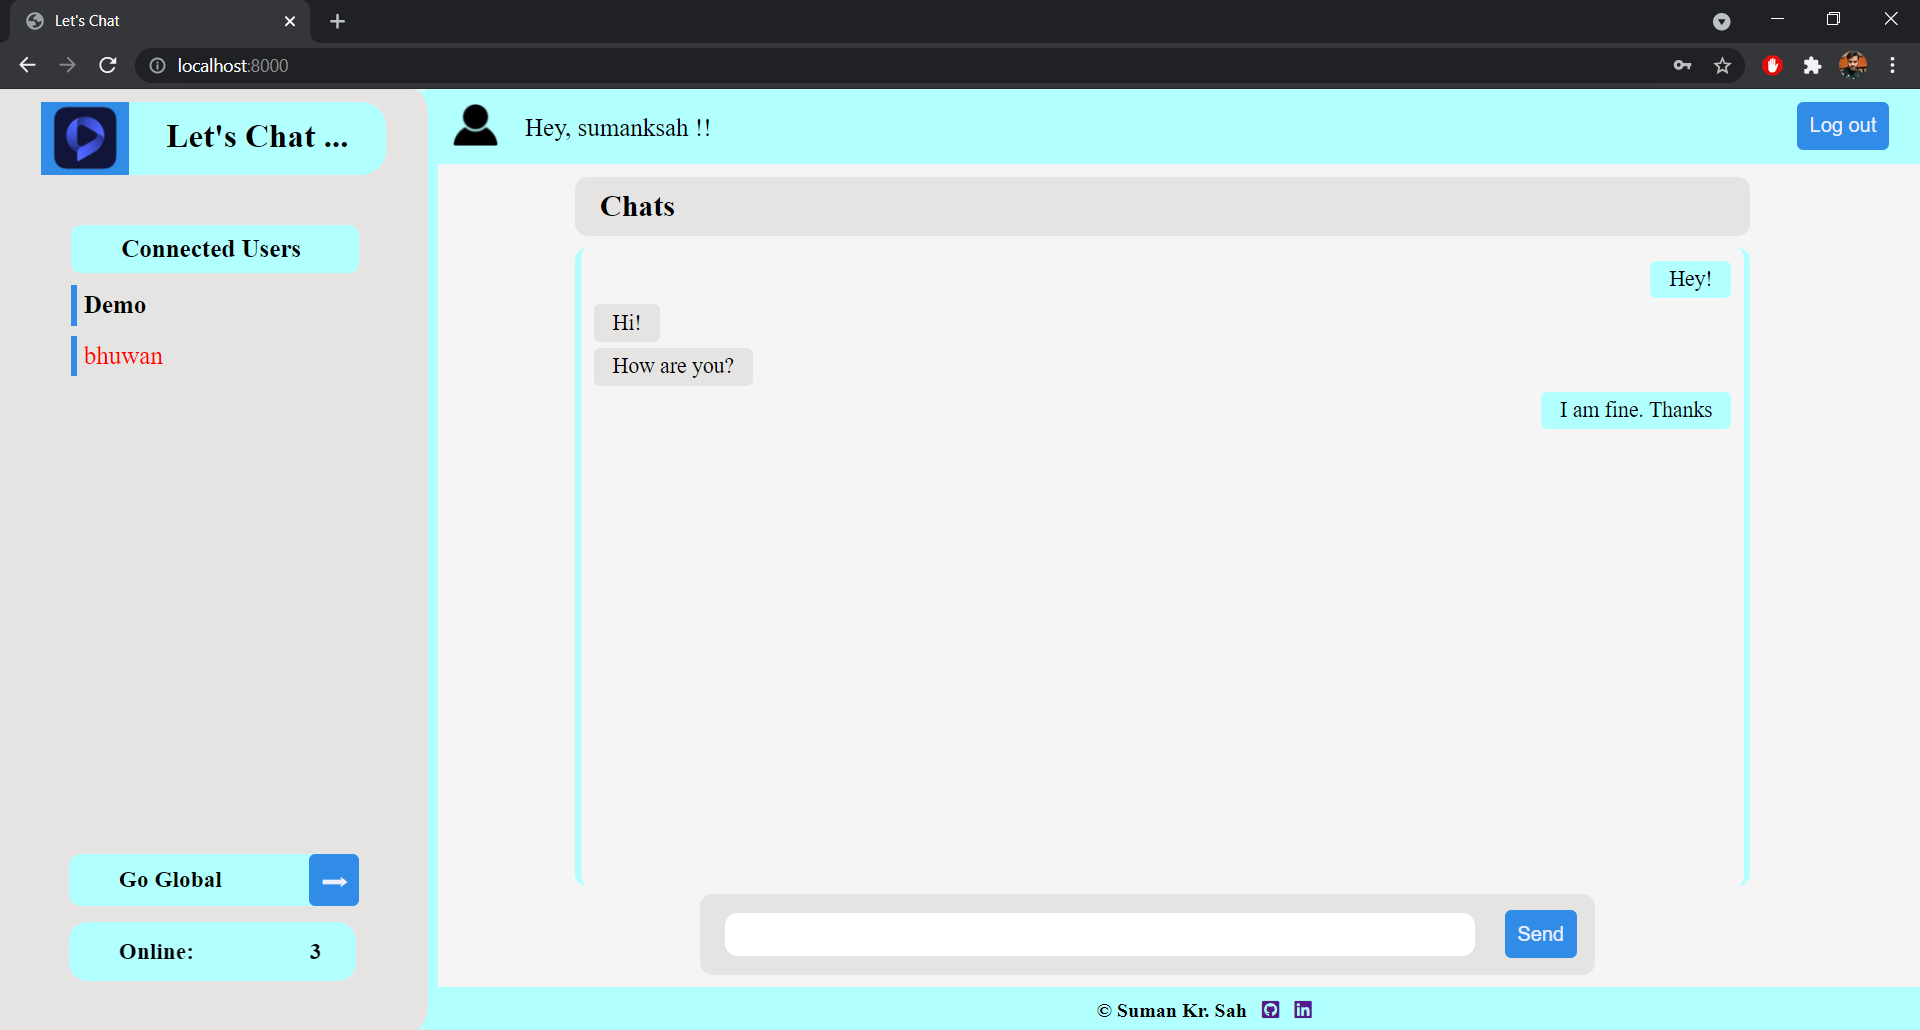 Let's Chat
localhost:8000
Let's Chat ...
Hey, sumanksah !!
Log out
Connected Users
Demo
bhuwan
Chats
Hey!
Hi!
How are you?
I am fine. Thanks
Go Global
Online: 3
Send
© Suman Kr. Sah
in